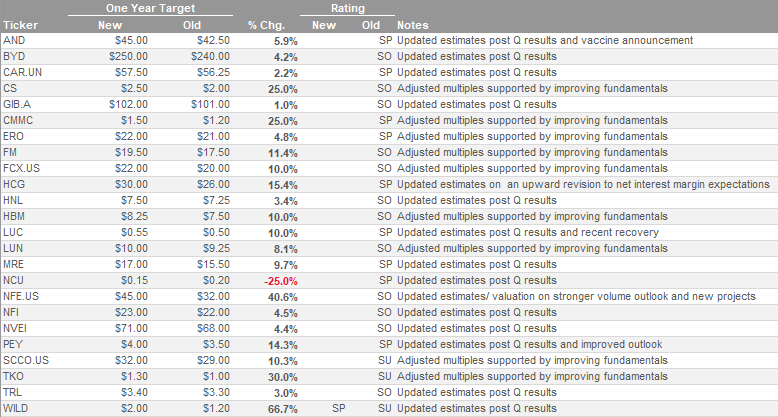 One Year Target Rating
Ticker New Old % Chg. New Old Notes
AND $45.00 $42.50 5.9% SP Updated estimates post Q results and vaccine announcement
BYD $250.00 $240.00 4.2% SO Updated estimates post Q results
CAR.UN $57.50 $56.25 2.2% SP Updated estimates post Q results
CS $2.50 $2.00 25.0% SO Adjusted multiples supported by improving fundamentals
GIB.A $102.00 $101.00 1.0% SO Updated estimates post Q results
CMMC $1.50 $1.20 25.0% SP Adjusted multiples supported by improving fundamentals
ERO $22.00 $21.00 4.8% SP Adjusted multiples supported by improving fundamentals
FM $19.50 $17.50 11.4% SO Adjusted multiples supported by improving fundamentals
FCX.US $22.00 $20.00 10.0% SO Adjusted multiples supported by improving fundamentals
HCG $30.00 $26.00 15.4% SP Updated estimates on an upward revision to net interest margin expectations
HNL $7.50 $7.25 3.4% SO Updated estimates post Q results
HBM $8.25 $7.50 10.0% SO Adjusted multiples supported by improving fundamentals
LUC $0.55 $0.50 10.0% SP Updated estimates post Q results and recent recovery
LUN $10.00 $9.25 8.1% SO Adjusted multiples supported by improving fundamentals
MRE $17.00 $15.50 9.7% SP Updated estimates post Q results
NCU $0.15 $0.20 -25.0% SP Updated estimates post Q results
NFE.US $45.00 $32.00 40.6% SO Updated estimates/ valuation on stronger volume outlook and new projects
NFI $23.00 $22.00 4.5% SO Updated estimates post Q results
NVEI $71.00 $68.00 4.4% SO Updated estimates post Q results
PEY $4.00 $3.50 14.3% SP Updated estimates post Q results and improved outlook
SCCO.US $32.00 $29.00 10.3% SU Adjusted multiples supported by improving fundamentals
TKO $1.30 $1.00 30.0% SU Adjusted multiples supported by improving fundamentals
TRL $3.40 $3.30 3.0% SO Updated estimates post Q results
WILD $2.00 $1.20 66.7% SP SU Updated estimates post Q results